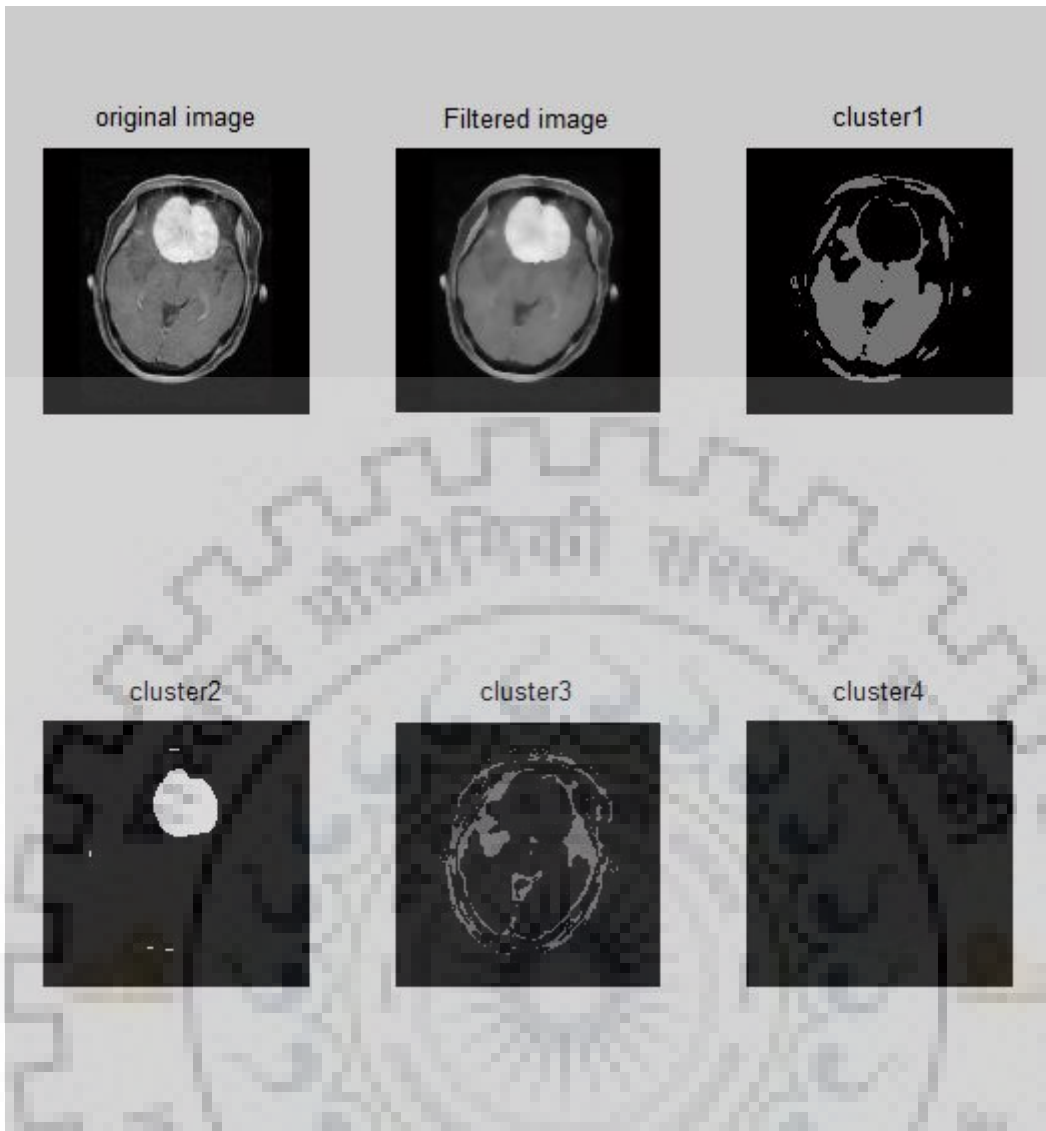 original image
Filtered image
cluster1
प्रौद्योगिकी संस्थान
cluster2
cluster3
cluster4